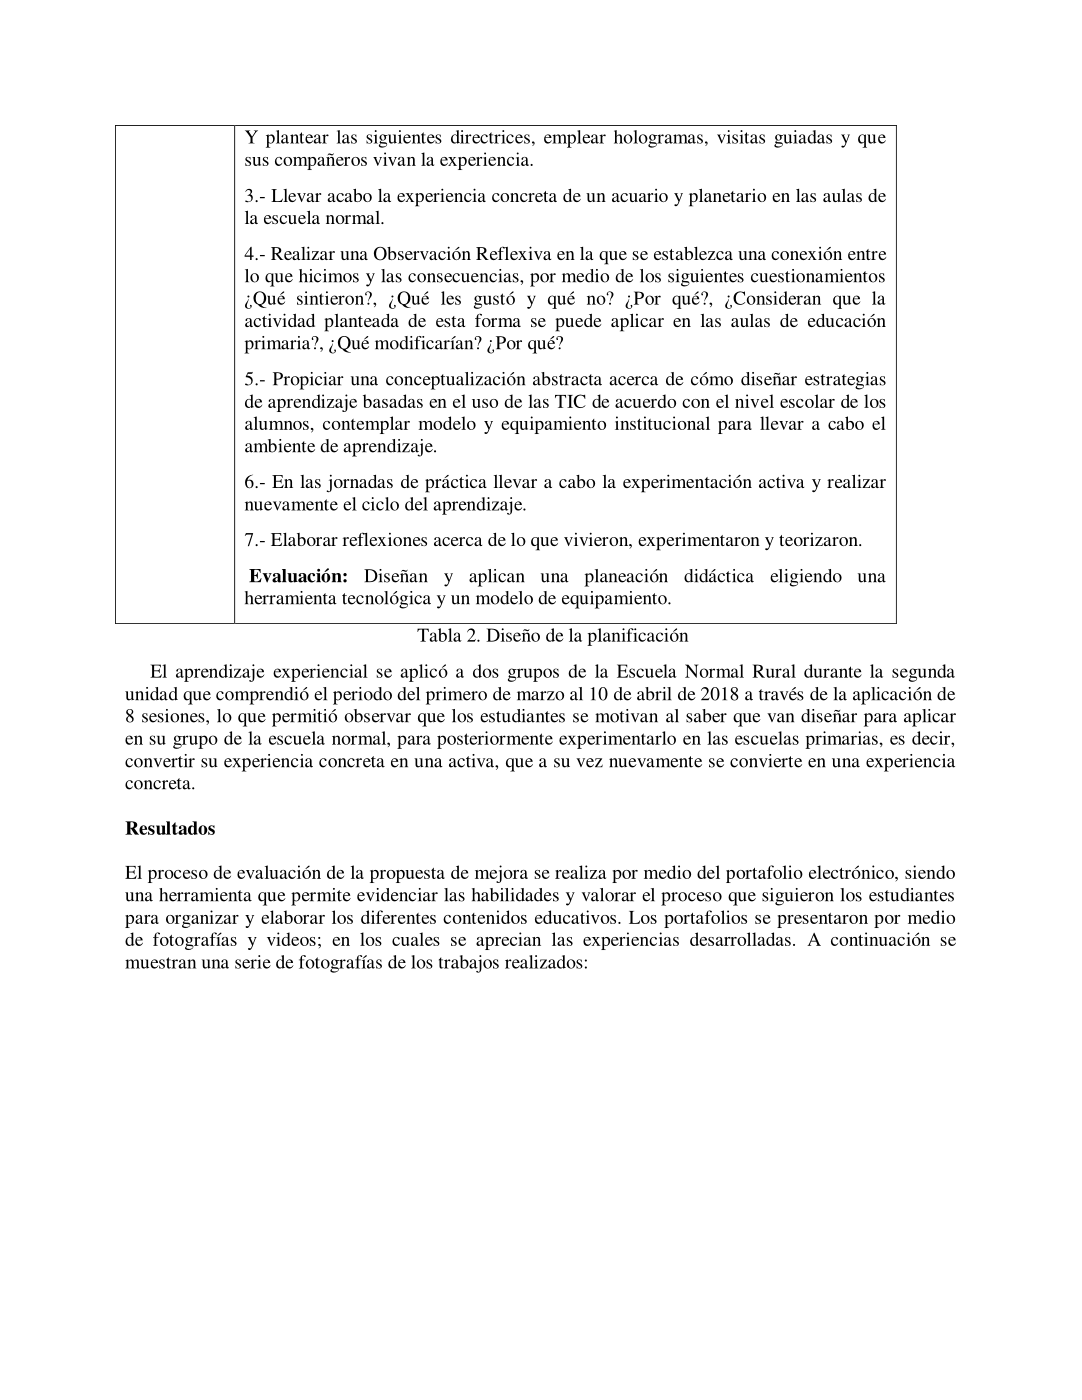 Y plantear las siguientes directrices, emplear hologramas, visitas guiadas y que
sus compañeros vivan la experiencia.
3.- Llevar acabo la experiencia concreta de un acuario y planetario en las aulas de
la escuela normal.
4.- Realizar una Observación Reflexiva en la que se establezca una conexión entre
lo que hicimos y las consecuencias, por medio de los siguientes cuestionamientos
¿Qué sintieron?, ¿Qué les gustó y qué no? ¿Por qué?, ¿Consideran que la
actividad planteada de esta forma se puede aplicar en las aulas de educación
primaria?, ¿Qué modificarían? ¿Por qué?
5.- Propiciar una conceptualización abstracta acerca de cómo diseñar estrategias
de aprendizaje basadas en el uso de las TIC de acuerdo con el nivel escolar de los
alumnos, contemplar modelo y equipamiento institucional para llevar a cabo el
ambiente de aprendizaje.
6.- En las jornadas de práctica llevar a cabo la experimentación activa y realizar
nuevamente el ciclo del aprendizaje.
7.- Elaborar reflexiones acerca de lo que vivieron, experimentaron y teorizaron.
Evaluación: Diseñan y aplican una planeación didáctica eligiendo una
herramienta tecnológica y un modelo de equipamiento.
Tabla 2. Diseño de la planificación
El aprendizaje experiencial se aplicó a dos grupos de la Escuela Normal Rural durante la segunda
unidad que comprendió el periodo del primero de marzo al 10 de abril de 2018 a través de la aplicación de
8 sesiones, lo que permitió observar que los estudiantes se motivan al saber que van diseñar para aplicar
en su grupo de la escuela normal, para posteriormente experimentarlo en las escuelas primarias, es decir,
convertir su experiencia concreta en una activa, que a su vez nuevamente se convierte en una experiencia
concreta.
Resultados
El proceso de evaluación de la propuesta de mejora se realiza por medio del portafolio electrónico, siendo
una herramienta que permite evidenciar las habilidades y valorar el proceso que siguieron los estudiantes
para organizar y elaborar los diferentes contenidos educativos. Los portafolios se presentaron por medio
de fotografías y videos; en los cuales se aprecian las experiencias desarrolladas. A continuación se
muestran una serie de fotografías de los trabajos realizados: